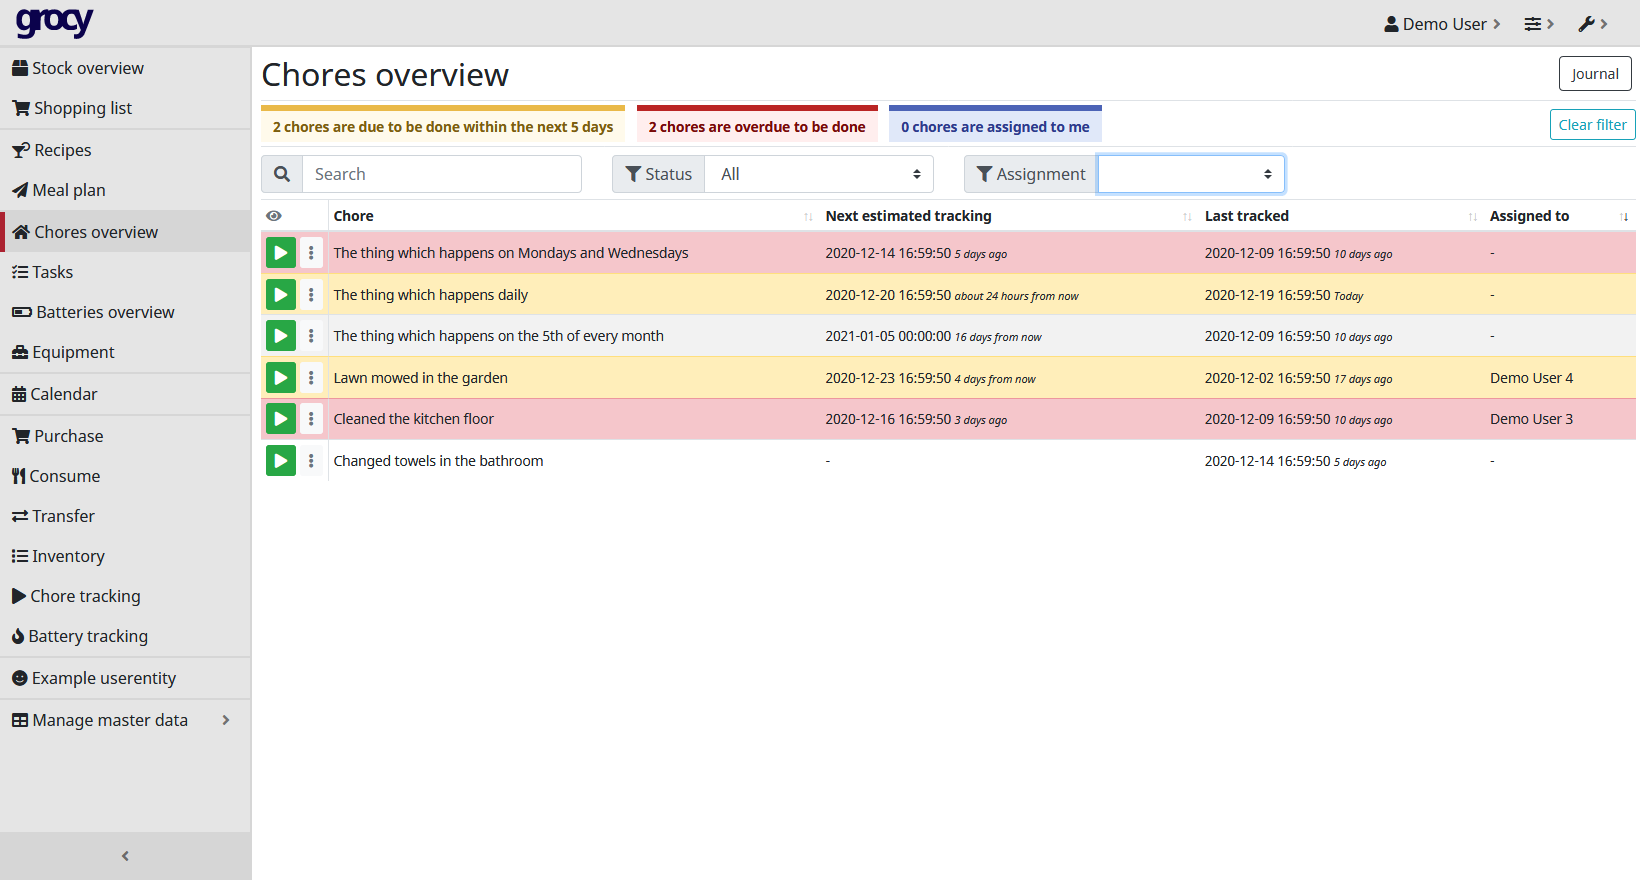 grocy
Demo User
Stock overview
Shopping list
Recipes
Meal plan
Chores overview
Tasks
Batteries overview
Equipment
Calendar
Purchase
Consume
Transfer
Inventory
Chore tracking
Battery tracking
Example userentity
Manage master data
Chores overview
Journal
2 chores are due to be done within the next 5 days
2 chores are overdue to be done
0 chores are assigned to me
Clear filter
Search
Status
All
Assignment
Chore Next estimated tracking Last tracked Assigned to
The thing which happens on Mondays and Wednesdays 2020-12-14 16:59:50 5 days ago 2020-12-09 16:59:50 10 days ago -
The thing which happens daily 2020-12-20 16:59:50 about 24 hours from now 2020-12-19 16:59:50 Today -
The thing which happens on the 5th of every month 2021-01-05 00:00:00 16 days from now 2020-12-09 16:59:50 10 days ago -
Lawn mowed in the garden 2020-12-23 16:59:50 4 days from now 2020-12-02 16:59:50 17 days ago Demo User 4
Cleaned the kitchen floor 2020-12-16 16:59:50 3 days ago 2020-12-09 16:59:50 10 days ago Demo User 3
Changed towels in the bathroom - 2020-12-14 16:59:50 5 days ago -